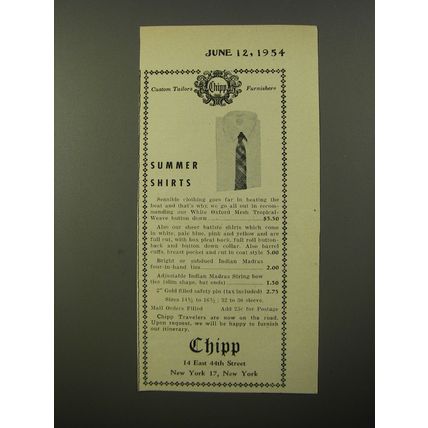 JUNE 12, 1954
Custom Tailors Chipp Furnishers
SUMMER
SHIRTS
Sensible clothing goes far in beating the
heat and that's why we go all out in recom-
mending our White Oxford Mesh Tropical-
Weave button down $5.50
Also our sheer batiste shirts which come
in white, pale blue, pink and yellow and are
full cut, with box pleat back, full roll button-
back and button down collar. Also barrel
cuffs, breast pocket and cut in coat style 5.00
Bright or subdued Indian Madras
four-in-hand ties 2.00
Adjustable Indian Madras String bow
ties (slim shape, bat ends) 1.50
2" Gold filled safety pin (tax included) 2.75
Sizes 14½ to 16½ ; 32 to 36 sleeve.
Mail Orders Filled Add 25¢ for Postage
Chipp Travelers are now on the road.
Upon request, we will be happy to furnish
our itinerary.
Chipp
14 East 44th Street
New York 17, New York